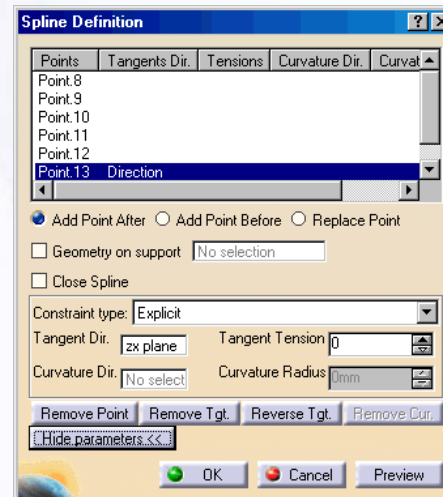 Spline Definition
Points Tangents Dir. Tensions Curvature Dir. Curvat
Point.8
Point.9
Point.10
Point.11
Point.12
Point.13 Direction
Add Point After Add Point Before Replace Point
Geometry on support No selection
Close Spline
Constraint type: Explicit
Tangent Dir. zx plane Tangent Tension 0
Curvature Dir. No select Curvature Radius 0mm
Remove Point Remove Tgt. Reverse Tgt. Remove Cur.
Hide parameters <<
OK Cancel Preview